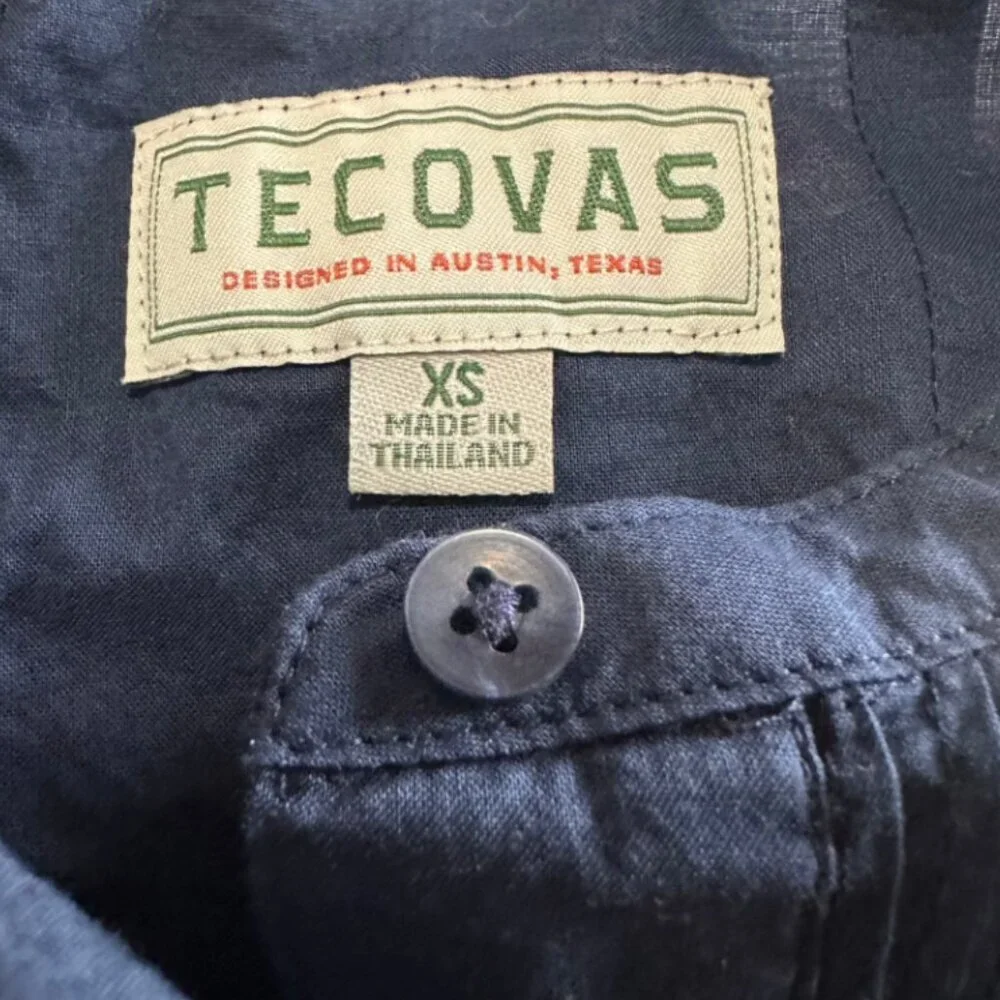 TECOVAS
DESIGNED IN AUSTIN, TEXAS
XS
MADE IN
THAILAND